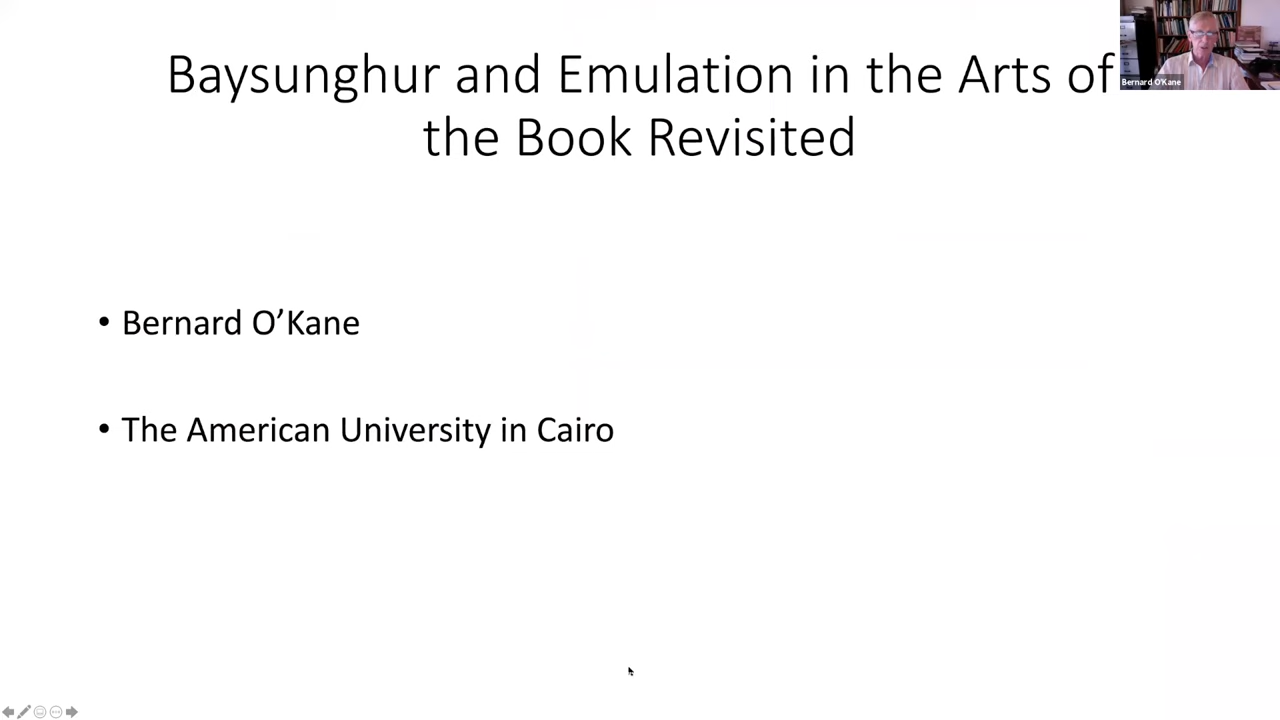 Baysunghur and Emulation in the Arts of
the Book Revisited
Bernard O'Kane
• Bernard O’Kane
• The American University in Cairo